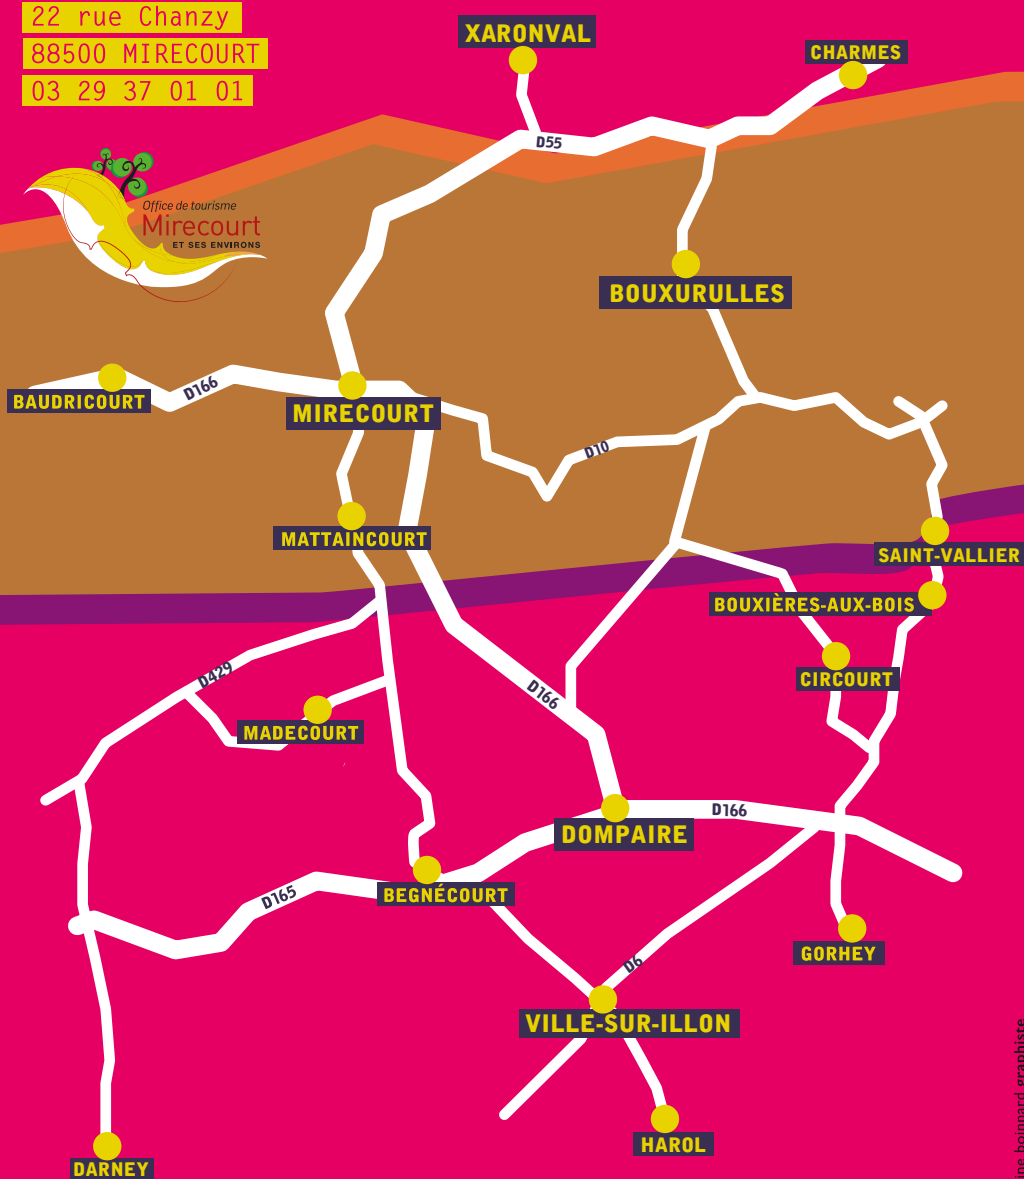 22 rue Chanzy
88500 MIRECOURT
03 29 37 01 01
XARONVAL
CHARMES
D55
Office de tourisme
Mirecourt
ET SES ENVIRONS
BOUXURULLES
BAUDRICOURT
D166
MIRECOURT
D10
MATTAINCOURT
SAINT-VALLIER
BOUXIÈRES-AUX-BOIS
D429
CIRCOURT
D166
MADECOURT
D166
DOMPAIRE
BEGNÉCOURT
D165
GORHEY
D6
VILLE-SUR-ILLON
HAROL
DARNEY
boinnard graphiste